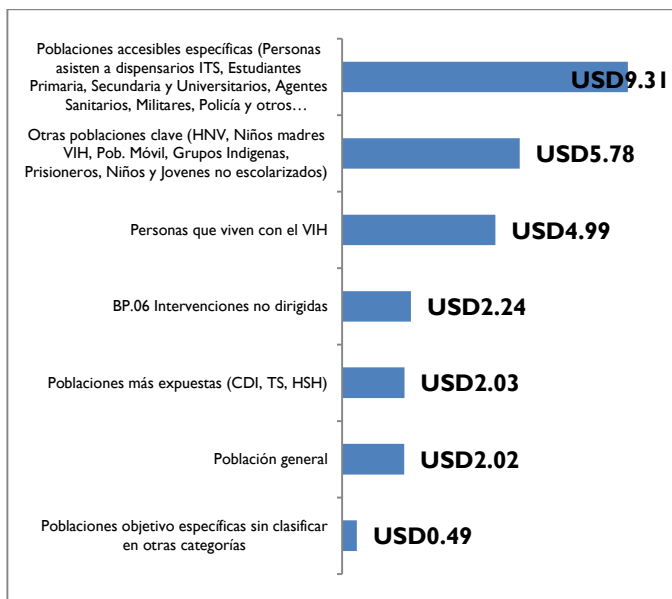 Poblaciones accesibles específicas (Personas
asisten a dispensarios ITS, Estudiantes
Primaria, Secundaria y Universitarios, Agentes
Sanitarios, Militares, Policía y otros…
USD9.31
Otras poblaciones clave (HNV, Niños madres
VIH, Pob. Móvil, Grupos Indigenas,
Prisioneros, Niños y Jovenes no escolarizados)
USD5.78
Personas que viven con el VIH
USD4.99
BP.06 Intervenciones no dirigidas
USD2.24
Poblaciones más expuestas (CDI, TS, HSH)
USD2.03
Población general
USD2.02
Poblaciones objetivo específicas sin clasificar
en otras categorías
USD0.49